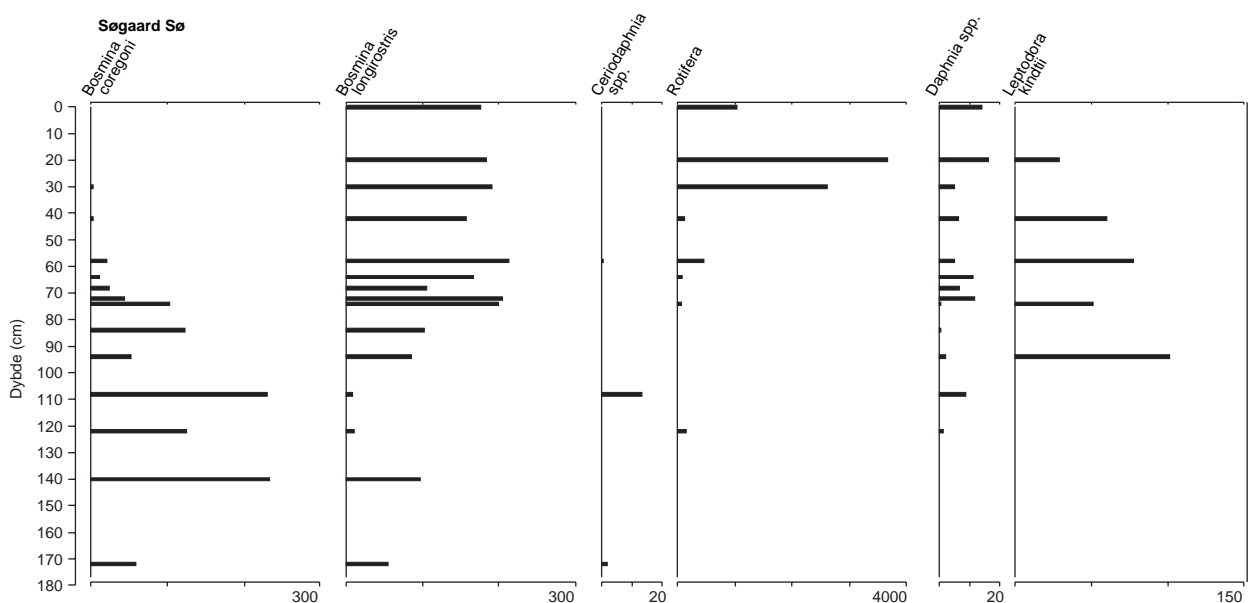 Søgaard Sø
Bosmina
coregoni
Bosmina
longirostris
Ceriodaphnia
spp.
Rotifera
Daphnia spp.
Leptodora
kindtii
Dybde (cm)
0
10
20
30
40
50
60
70
80
90
100
110
120
130
140
150
160
170
180
300
300
20
4000
20
150